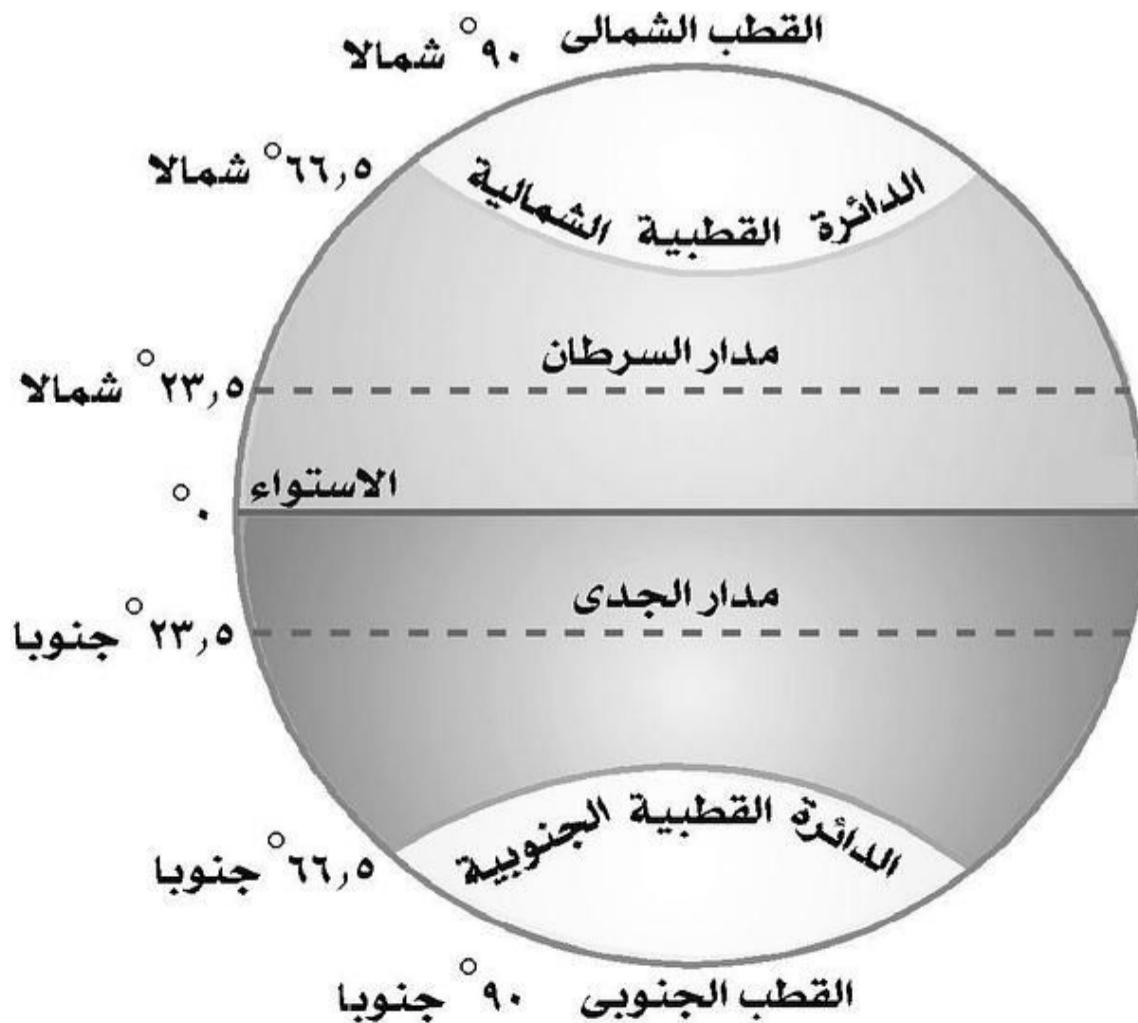 القطب الشمالى ٩٠° شمالا
٦٦,٥° شمالا
الدائرة القطبية الشمالية
مدار السرطان
٢٣,٥° شمالا
الاستواء
٠°
مدار الجدى
٢٣,٥° جنوبا
الدائرة القطبية الجنوبية
٦٦,٥° جنوبا
القطب الجنوبى ٩٠° جنوبا